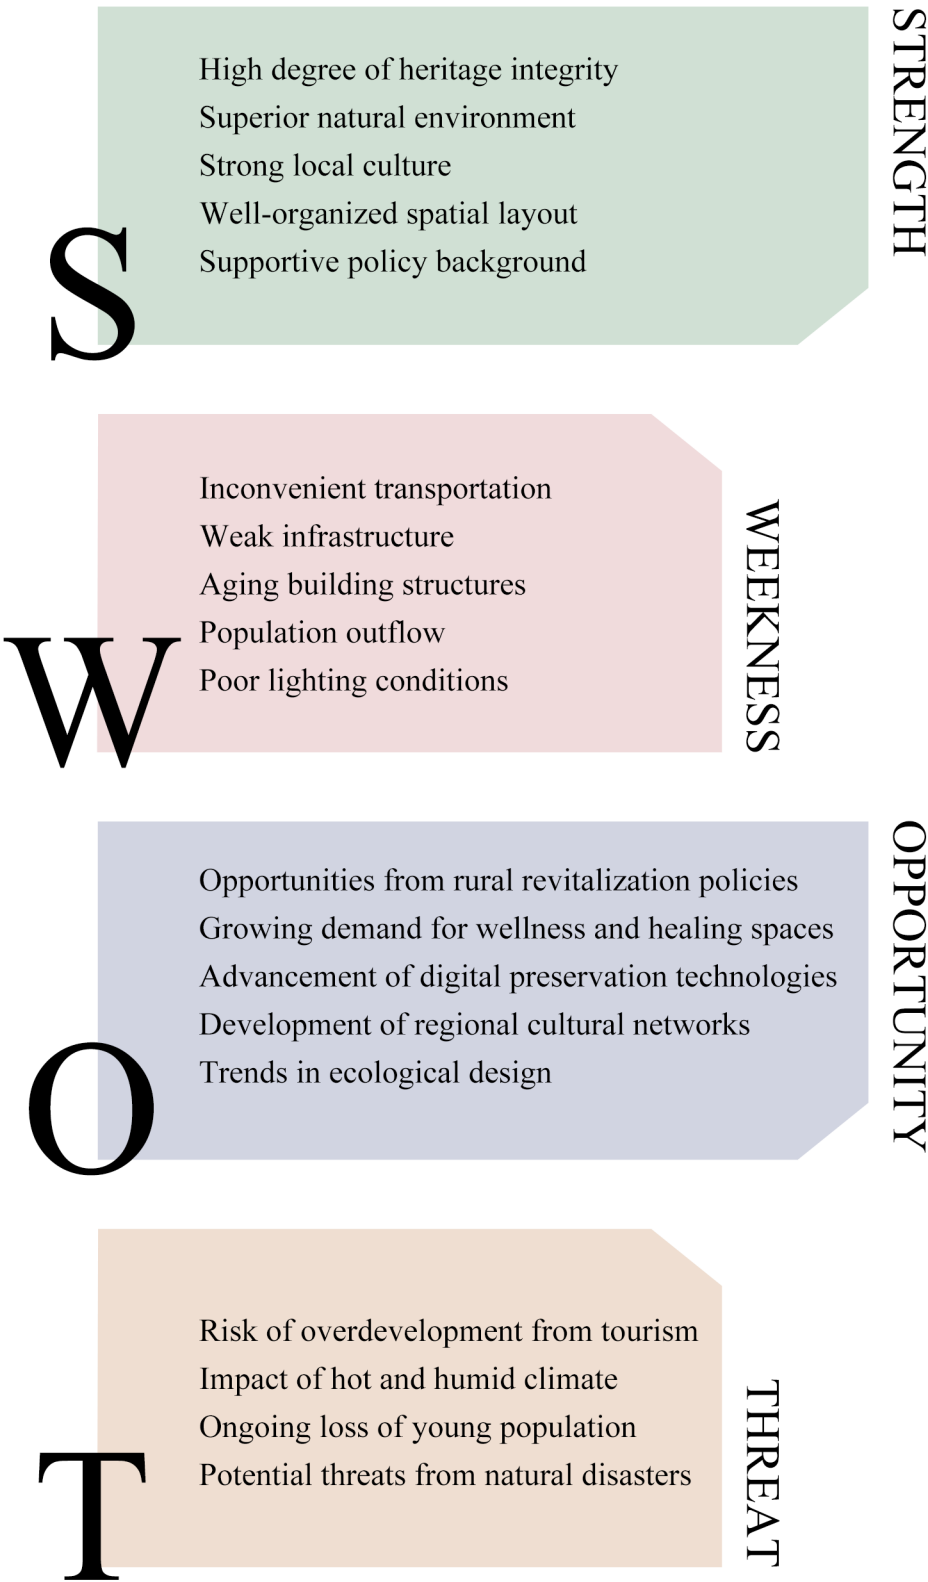 STRENGTH
High degree of heritage integrity
Superior natural environment
Strong local culture
Well-organized spatial layout
Supportive policy background
S
Inconvenient transportation
Weak infrastructure
Aging building structures
Population outflow
Poor lighting conditions
W
WEEKNESS
Opportunities from rural revitalization policies
Growing demand for wellness and healing spaces
Advancement of digital preservation technologies
Development of regional cultural networks
Trends in ecological design
O
OPPORTUNITY
Risk of overdevelopment from tourism
Impact of hot and humid climate
Ongoing loss of young population
Potential threats from natural disasters
T
THREAT